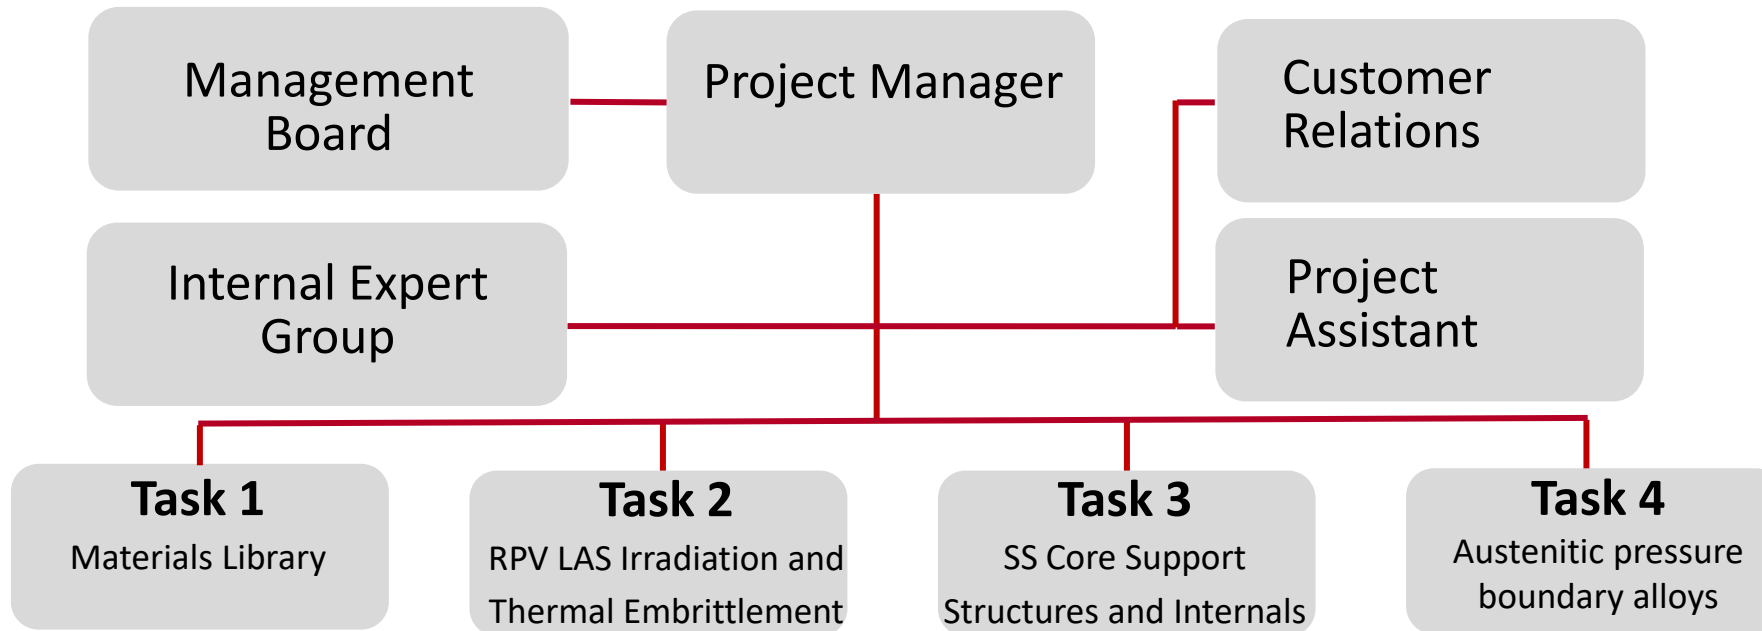 Management
Board
Project Manager
Customer
Relations
Internal Expert
Group
Project
Assistant
Task 1
Materials Library
Task 2
RPV LAS Irradiation and
Thermal Embrittlement
Task 3
SS Core Support
Structures and Internals
Task 4
Austenitic pressure
boundary alloys